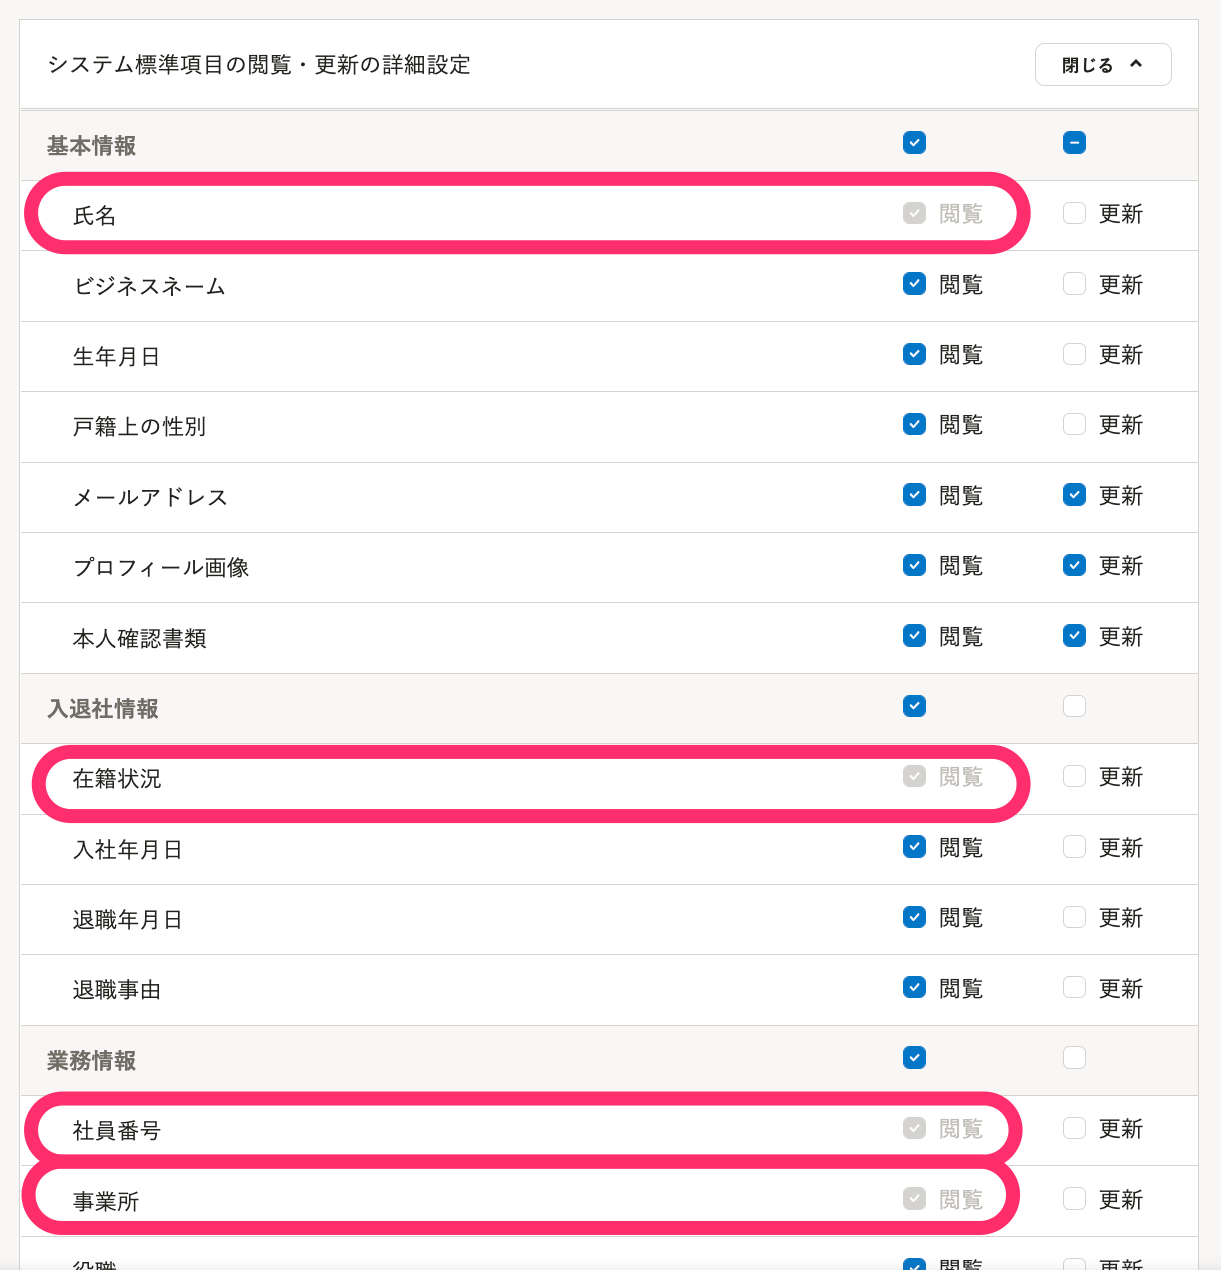 システム標準項目の閲覧・更新の詳細設定 閉じる
基本情報
氏名 閲覧 更新
ビジネスネーム 閲覧 更新
生年月日 閲覧 更新
戸籍上の性別 閲覧 更新
メールアドレス 閲覧 更新
プロフィール画像 閲覧 更新
本人確認書類 閲覧 更新
入退社情報
在籍状況 閲覧 更新
入社年月日 閲覧 更新
退職年月日 閲覧 更新
退職事由 閲覧 更新
業務情報
社員番号 閲覧 更新
事業所 閲覧 更新
役職 閲覧 更新